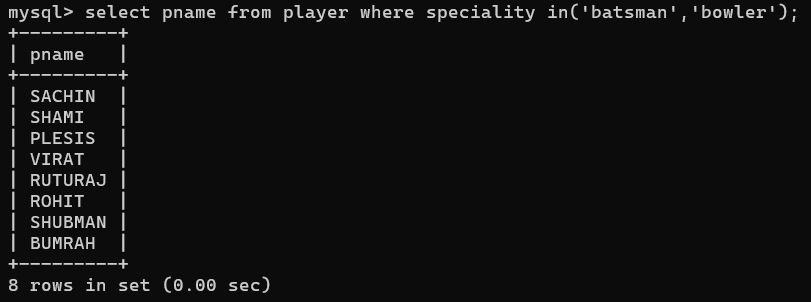 mysql> select pname from player where speciality in('batsman','bowler');
+---------+
| pname   |
+---------+
| SACHIN  |
| SHAMI   |
| PLESIS  |
| VIRAT   |
| RUTURAJ |
| ROHIT   |
| SHUBMAN |
| BUMRAH  |
+---------+
8 rows in set (0.00 sec)